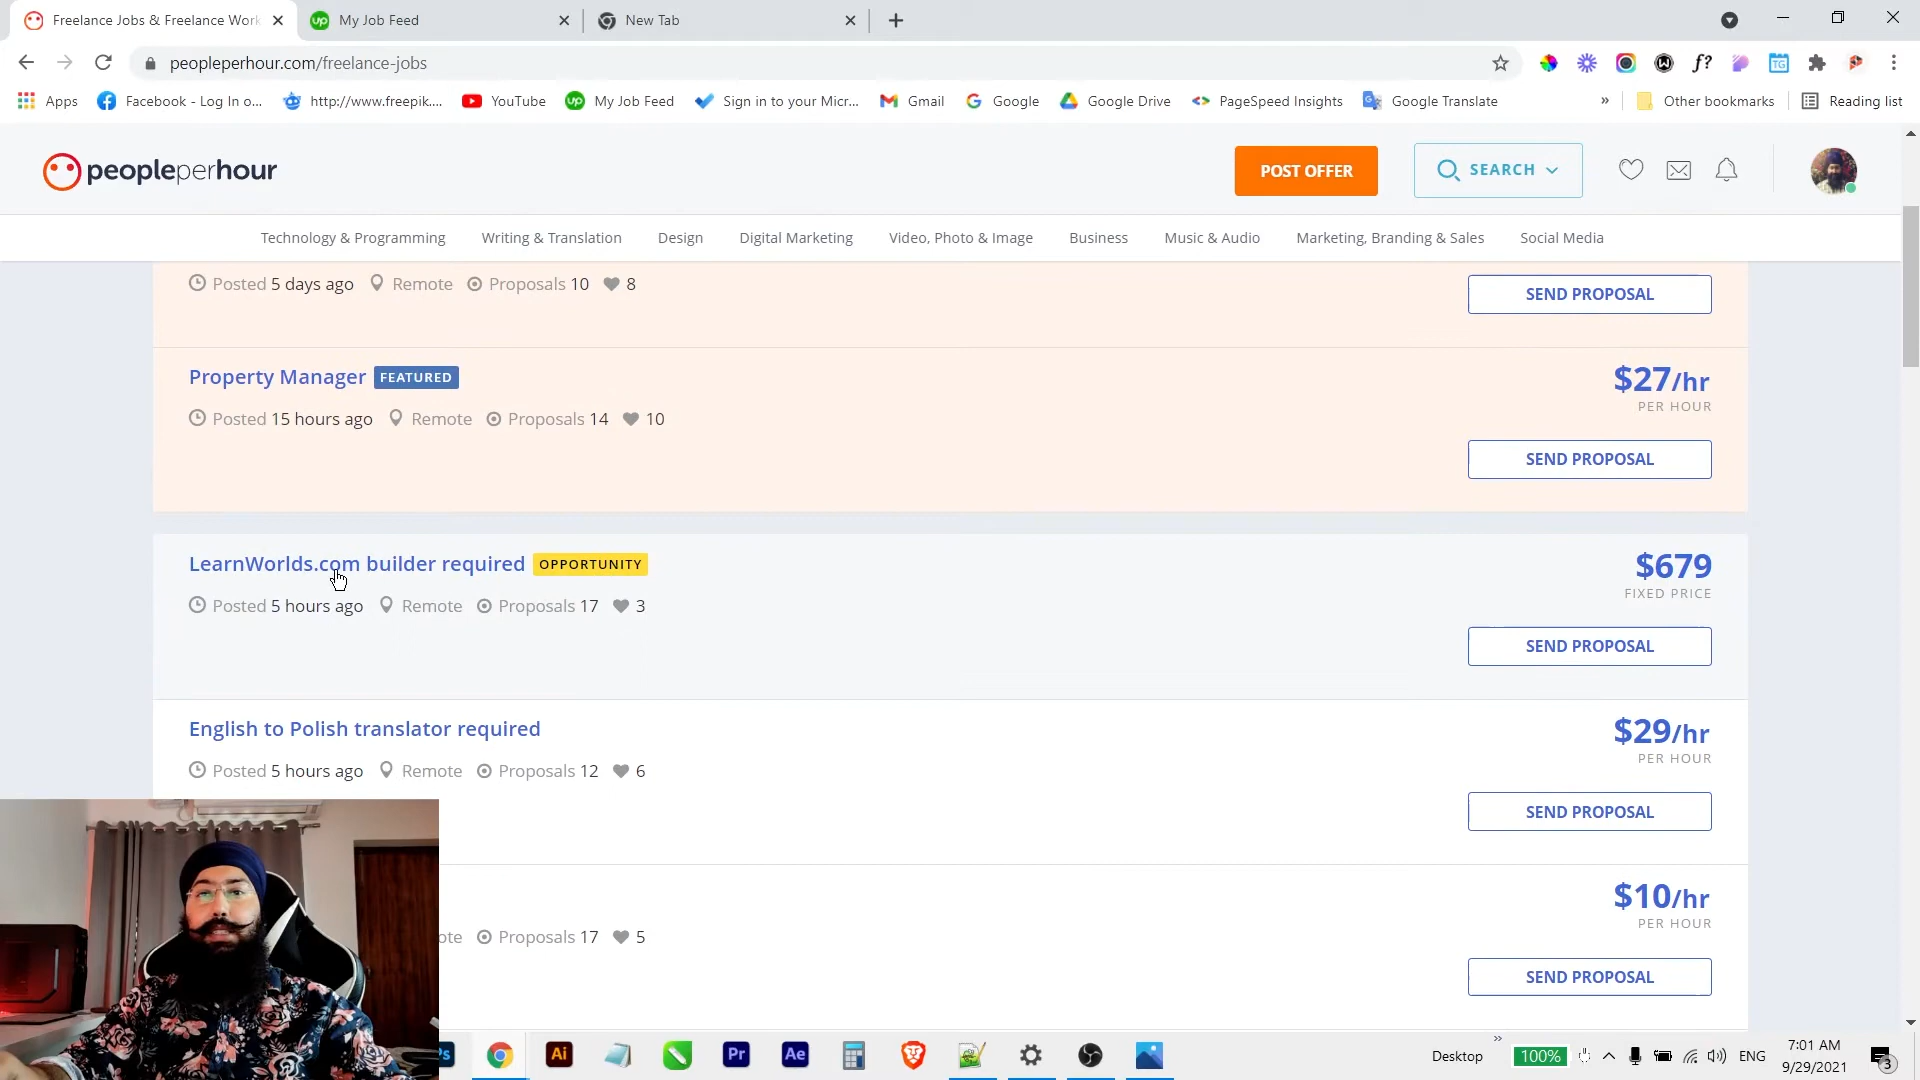 Freelance Jobs & Freelance Work
My Job Feed
New Tab
peopleperhour.com/freelance-jobs
Apps
Facebook - Log In o...
http://www.freepik....
YouTube
My Job Feed
Sign in to your Micr...
Gmail
Google
Google Drive
PageSpeed Insights
Google Translate
»
Other bookmarks
Reading list
peopleperhour
POST OFFER
SEARCH
Technology & Programming
Writing & Translation
Design
Digital Marketing
Video, Photo & Image
Business
Music & Audio
Marketing, Branding & Sales
Social Media
Posted 5 days ago Remote Proposals 10 8
SEND PROPOSAL
Property Manager FEATURED
$27/hr
PER HOUR
Posted 15 hours ago Remote Proposals 14 10
SEND PROPOSAL
LearnWorlds.com builder required OPPORTUNITY
$679
FIXED PRICE
Posted 5 hours ago Remote Proposals 17 3
SEND PROPOSAL
English to Polish translator required
$29/hr
PER HOUR
Posted 5 hours ago Remote Proposals 12 6
SEND PROPOSAL
$10/hr
PER HOUR
Proposals 17 5
SEND PROPOSAL
Ai
Pr
Ae
Desktop
»
100%
ENG
7:01 AM
9/29/2021
3